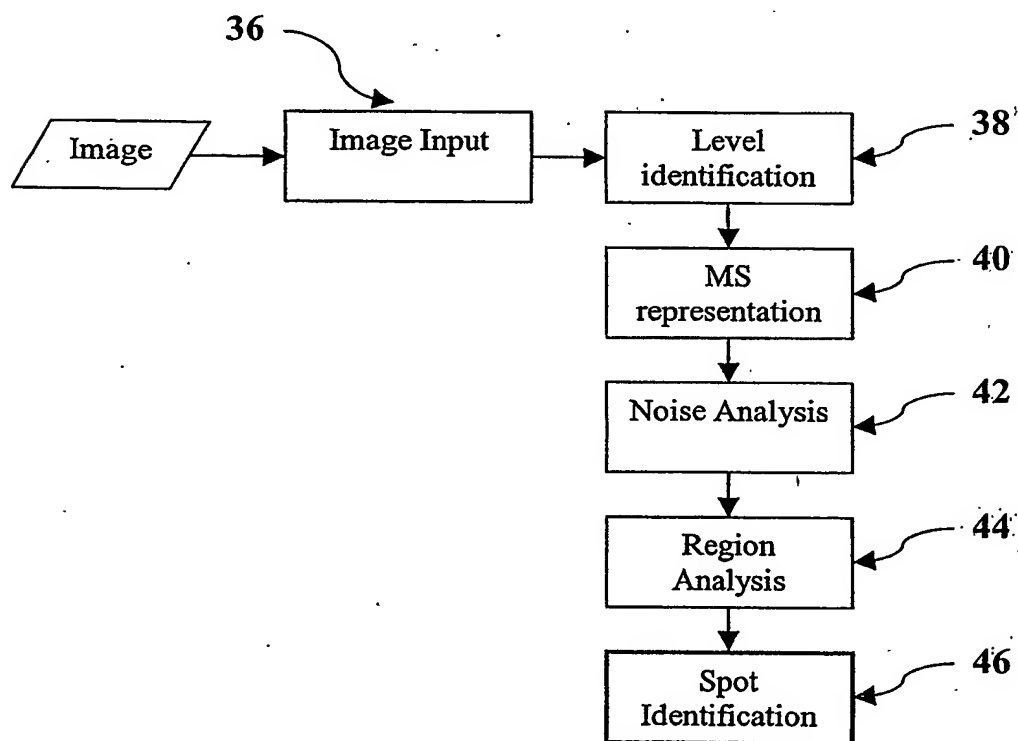 36
Image
Image Input
Level
identification
38
MS
representation
40
Noise Analysis
42
Region
Analysis
44
Spot
Identification
46